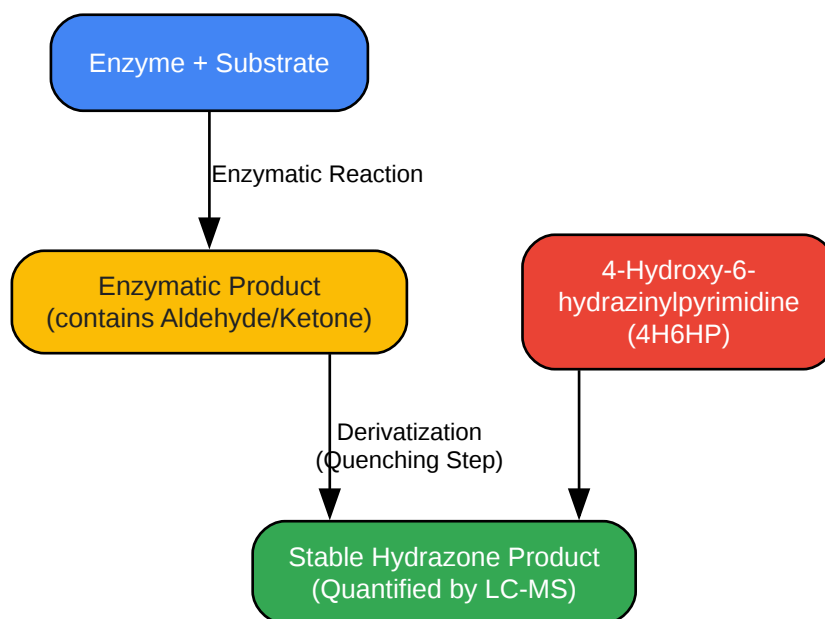 Enzyme + Substrate
Enzymatic Reaction
Enzymatic Product
(contains Aldehyde/Ketone)
4-Hydroxy-6-
hydrazinylpyrimidine
(4H6HP)
Derivatization
(Quenching Step)
Stable Hydrazone Product
(Quantified by LC-MS)